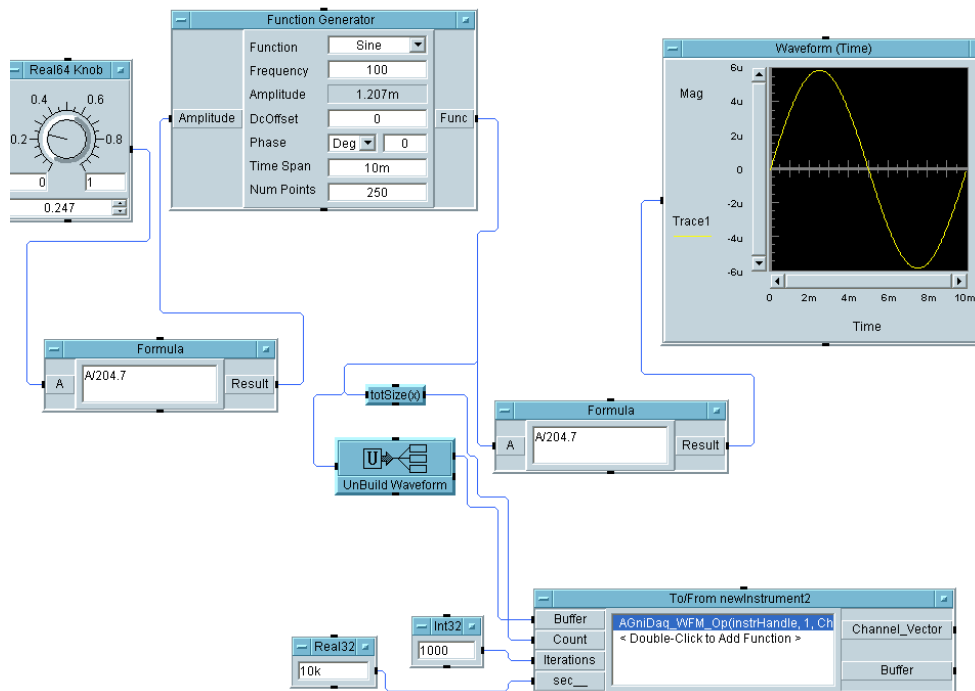 Real64 Knob
0.4
0.6
0.2
0.8
0
1
0.247
Function Generator
Function
Sine
Frequency
100
Amplitude
1.207m
Amplitude
DcOffset
0
Func
Phase
Deg
0
Time Span
10m
Num Points
250
Waveform (Time)
Mag
6u
4u
2u
0
-2u
Trace1
-4u
-6u
0
2m
4m
6m
8m
10m
Time
Formula
A
A/204.7
Result
totSize(x)
U
UnBuild Waveform
Formula
A
A/204.7
Result
To/From newInstrument2
Buffer
AGniDaq_WFM_Op(instrHandle, 1, Ch
Channel_Vector
Count
< Double-Click to Add Function >
Iterations
Buffer
sec__
Int32
1000
Real32
10k